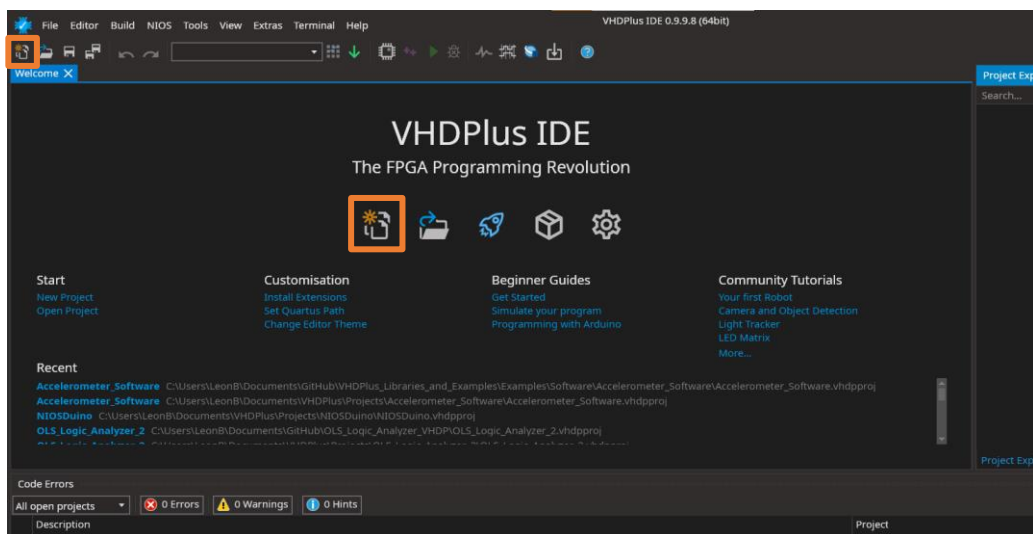 File Editor Build NIOS Tools View Extras Terminal Help
VHDPlus IDE 0.9.9.8 (64bit)
Welcome X
Project Exp
Search...
VHDPlus IDE
The FPGA Programming Revolution
Start
New Project
Open Project
Customisation
Install Extensions
Set Quartus Path
Change Editor Theme
Beginner Guides
Get Started
Simulate your program
Programming with Arduino
Community Tutorials
Your first Robot
Camera and Object Detection
Light Tracker
LED Matrix
More...
Recent
Accelerometer_Software C:\Users\LeonB\Documents\GitHub\VHDPlus_Libraries_and_Examples\Examples\Software\Accelerometer_Software\Accelerometer_Software.vhdpproj
Accelerometer_Software C:\Users\LeonB\Documents\VHDPlus\Projects\Accelerometer_Software\Accelerometer_Software.vhdpproj
NIOSDuino C:\Users\LeonB\Documents\VHDPlus\Projects\NIOSDuino\NIOSDuino.vhdpproj
OLS_Logic_Analyzer_2 C:\Users\LeonB\Documents\GitHub\OLS_Logic_Analyzer_VHDP\OLS_Logic_Analyzer_2.vhdpproj
Project Exp
Code Errors
All open projects
0 Errors
0 Warnings
0 Hints
Description
Project